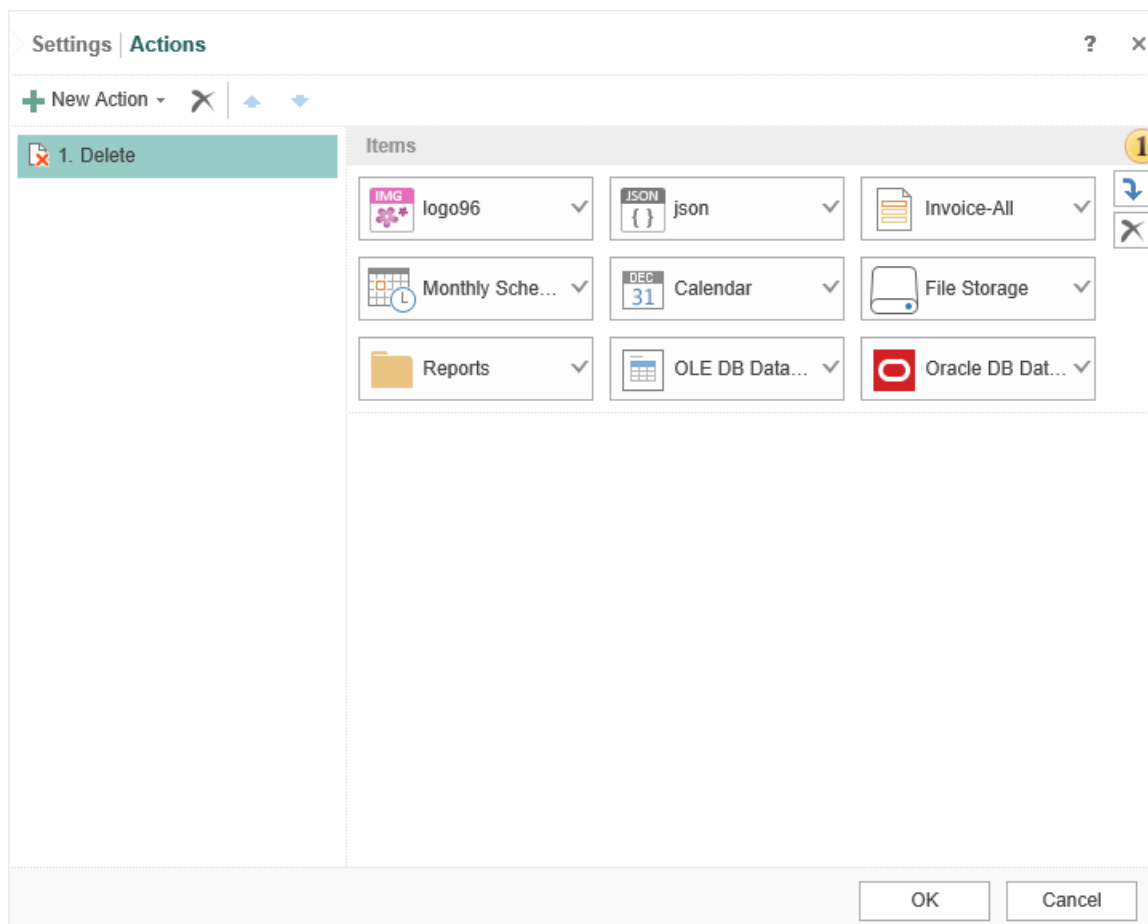 Settings | Actions ? ×
New Action
1. Delete
Items 1
IMG logo96
JSON { } json
Invoice-All
Monthly Sche...
DEC 31 Calendar
File Storage
Reports
OLE DB Data...
Oracle DB Dat...
OK Cancel